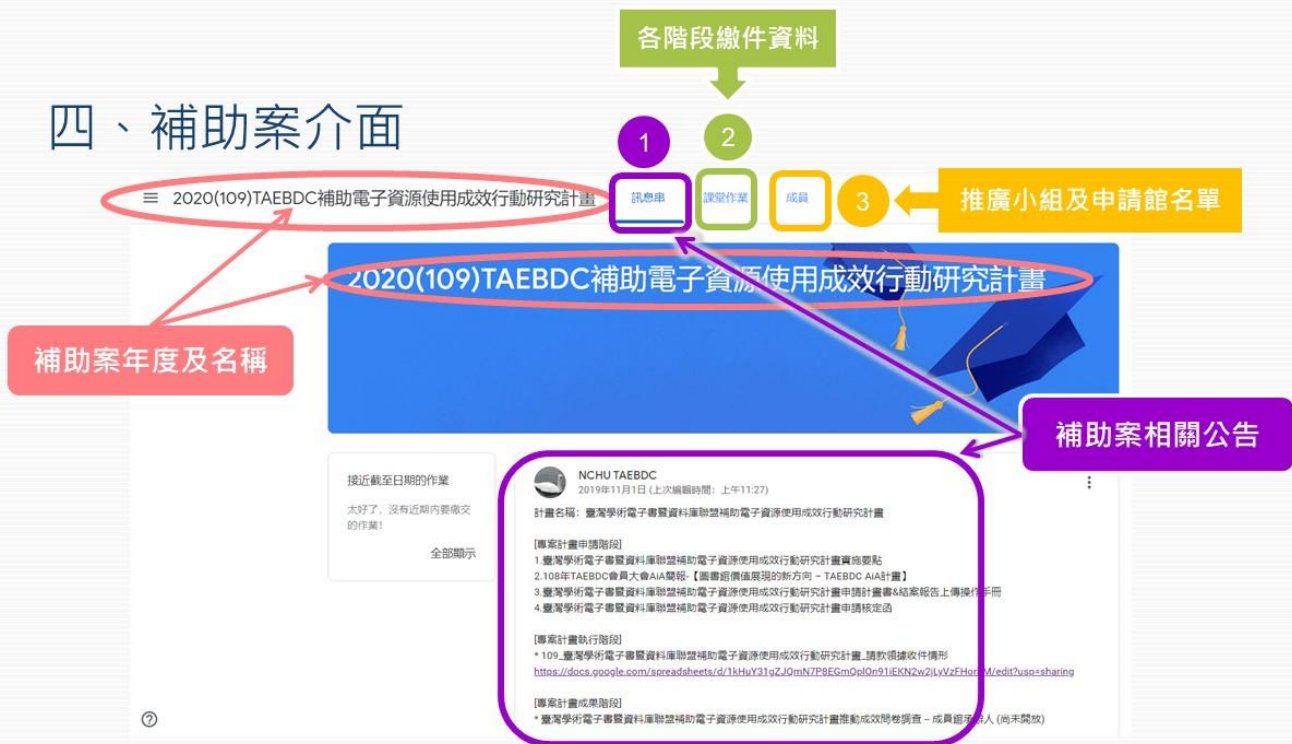 各階段繳件資料
四、補助案介面
1
2
2020(109)TAEBDC補助電子資源使用成效行動研究計畫
訊息串
課堂作業
成員
3
推廣小組及申請館名單
2020(109)TAEBDC補助電子資源使用成效行動研究計畫
補助案年度及名稱
補助案相關公告
接近截至日期的作業
太好了，沒有近期內要繳交
的作業!
全部顯示
NCHU TAEBDC
2019年11月1日 (上次編輯時間：上午11:27)
計畫名稱：臺灣學術電子書暨資料庫聯盟補助電子資源使用成效行動研究計畫
[專案計畫申請階段]
1.臺灣學術電子書暨資料庫聯盟補助電子資源使用成效行動研究計畫實施要點
2.108年TAEBDC會員大會AiA簡報-【圖書館價值展現的新方向 – TAEBDC AiA計畫】
3.臺灣學術電子書暨資料庫聯盟補助電子資源使用成效行動研究計畫申請計畫書&結案報告上傳操作手冊
4.臺灣學術電子書暨資料庫聯盟補助電子資源使用成效行動研究計畫申請核定函
[專案計畫執行階段]
* 109_臺灣學術電子書暨資料庫聯盟補助電子資源使用成效行動研究計畫_請款領據收件情形
[專案計畫成果階段]
* 臺灣學術電子書暨資料庫聯盟補助電子資源使用成效行動研究計畫推動成效問卷調查 – 成員館承辦人 (尚未開放)